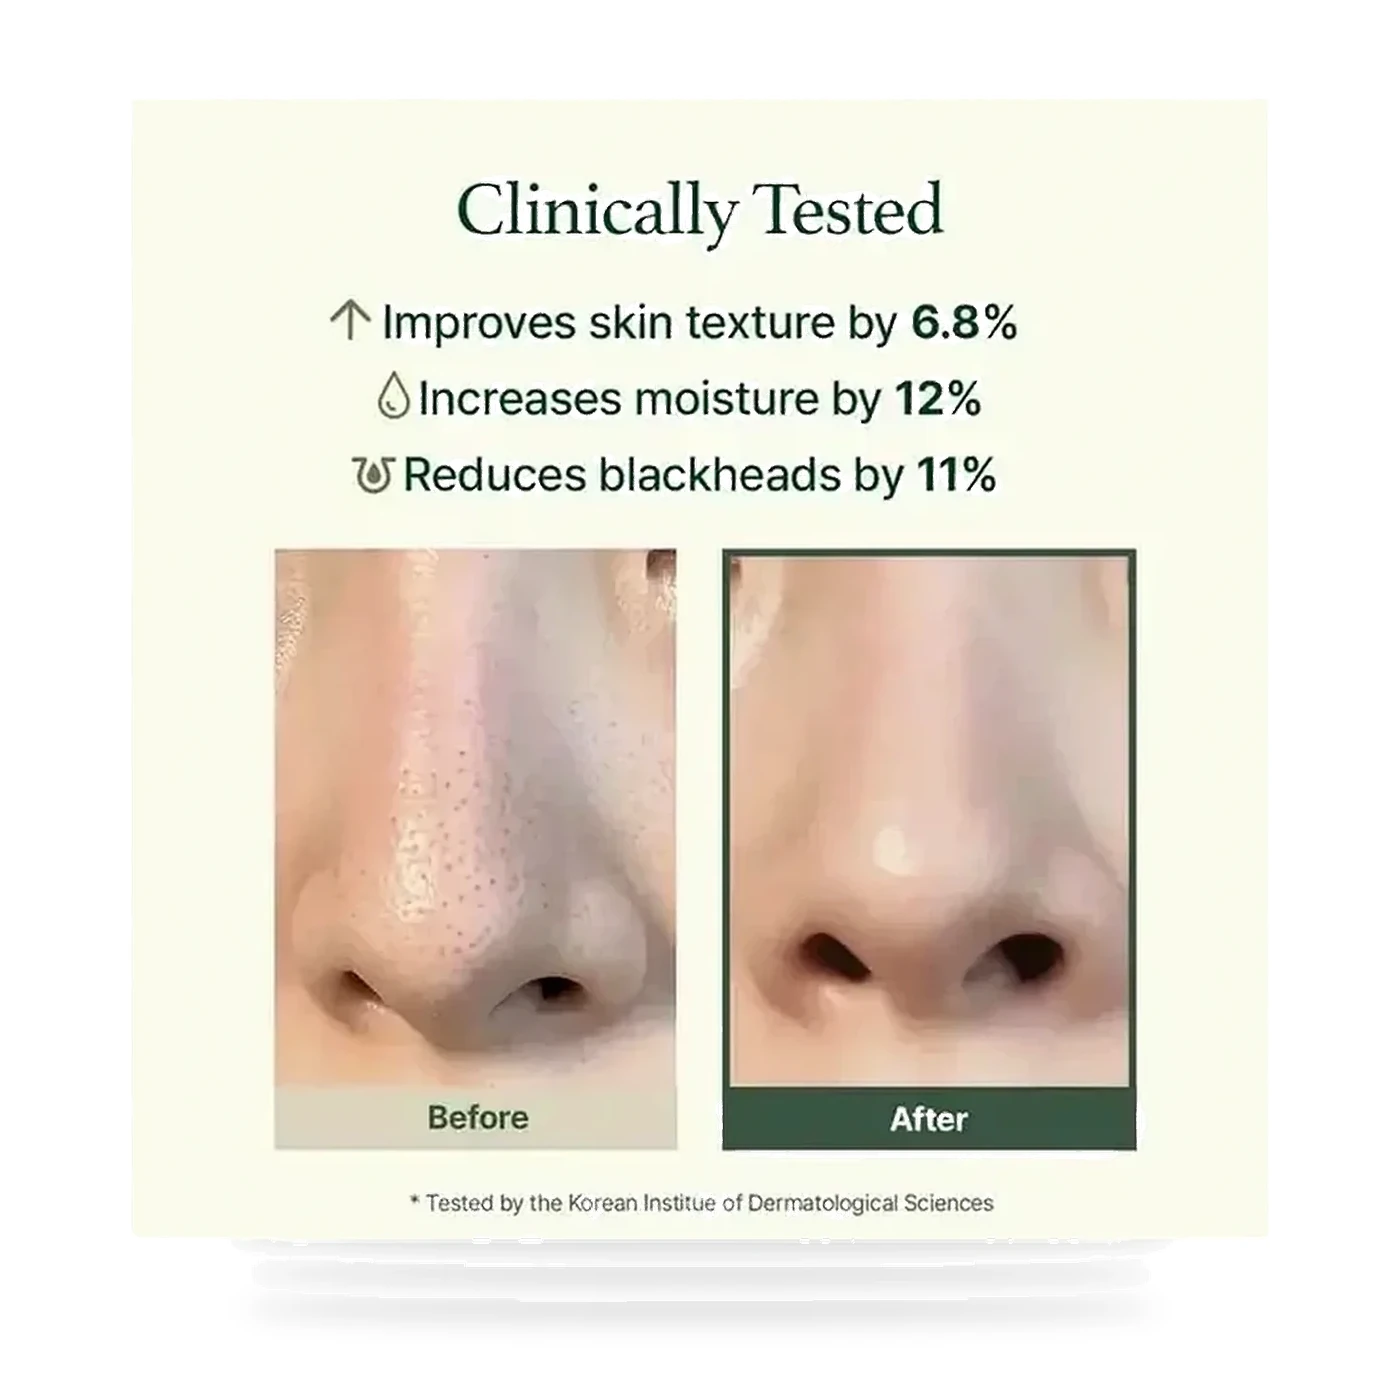 Clinically Tested
Improves skin texture by 6.8%
Increases moisture by 12%
Reduces blackheads by 11%
Before
After
* Tested by the Korean Institue of Dermatological Sciences